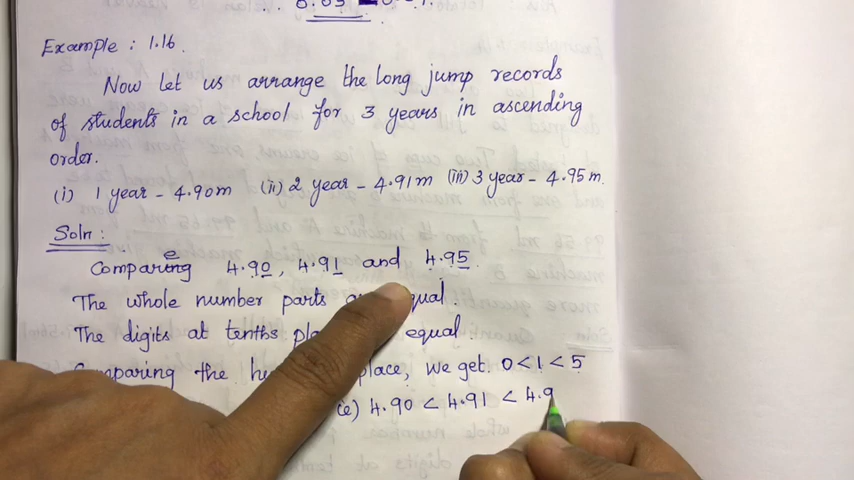 Example : 1.16.
Now let us arrange the long jump records
of students in a school for 3 years in ascending
order.
(i) 1 year - 4.90m (ii) 2 year - 4.91m (iii) 3 year - 4.95m.
Soln:
Comparing 4.90, 4.91 and 4.95.
The whole number parts equal.
The digits at tenths equal.
Comparing the place, we get. 0<1<5
(ie) 4.90 < 4.91 < 4.9